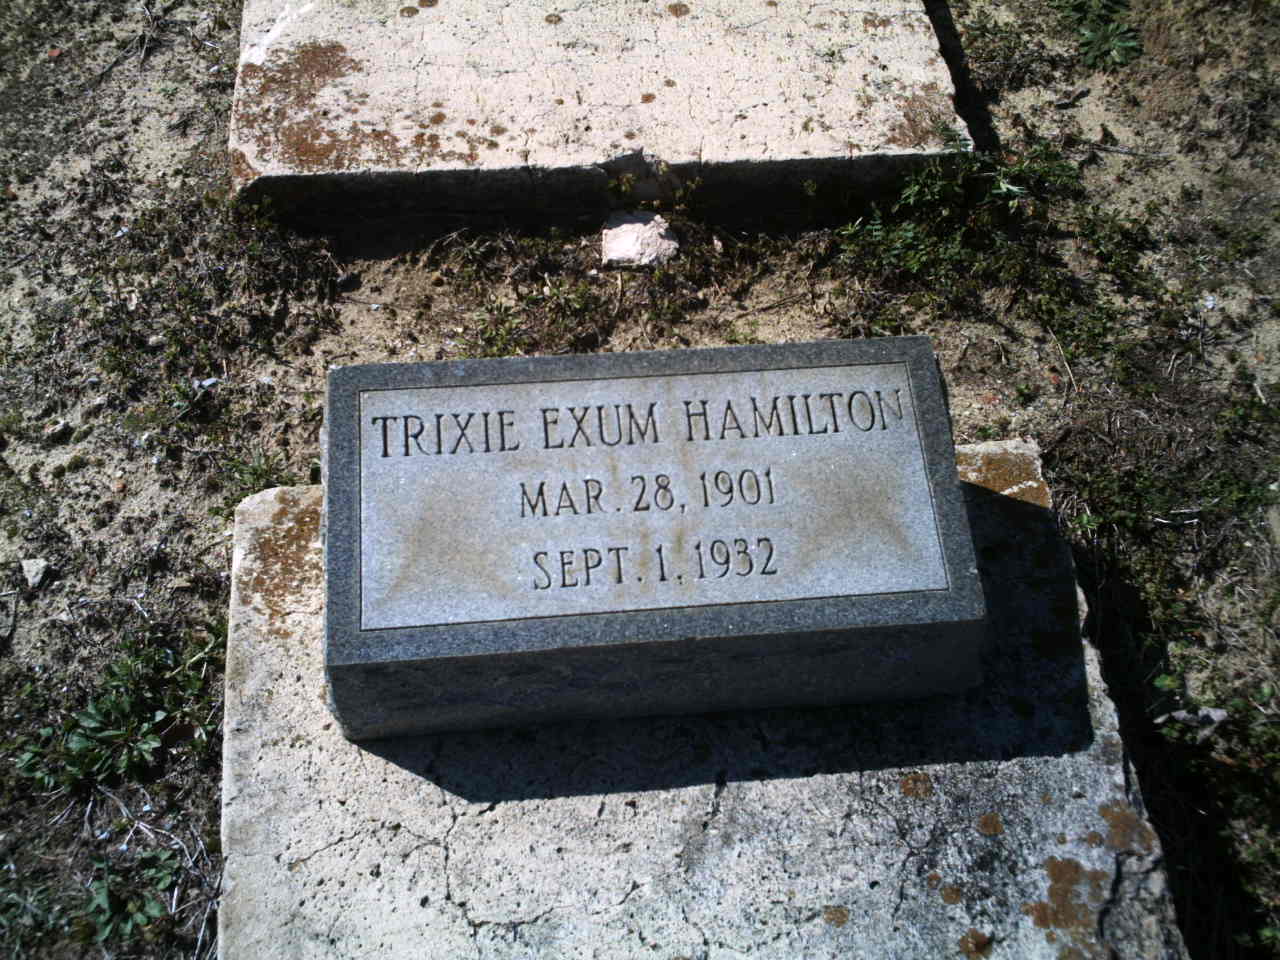 TRIXIE EXUM HAMILTON
MAR. 28, 1901
SEPT. 1, 1932